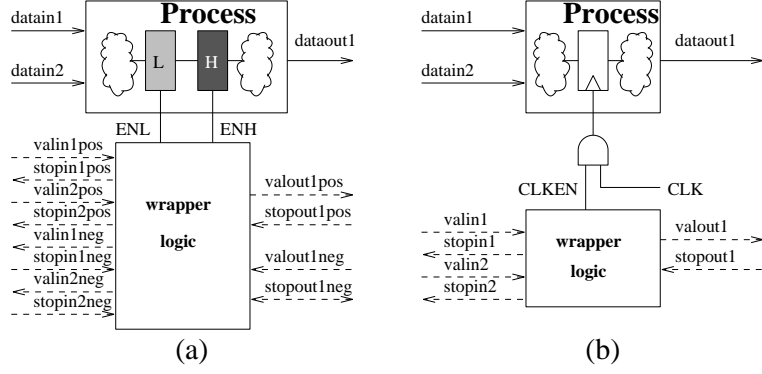 Process
datain1
datain2
L
H
dataout1
ENL
ENH
valin1pos
stopin1pos
valin2pos
stopin2pos
valin1neg
stopin1neg
valin2neg
stopin2neg
wrapper
logic
valout1pos
stopout1pos
valout1neg
stopout1neg
(a)
Process
datain1
datain2
dataout1
CLKEN
CLK
valin1
stopin1
valin2
stopin2
wrapper
logic
valout1
stopout1
(b)